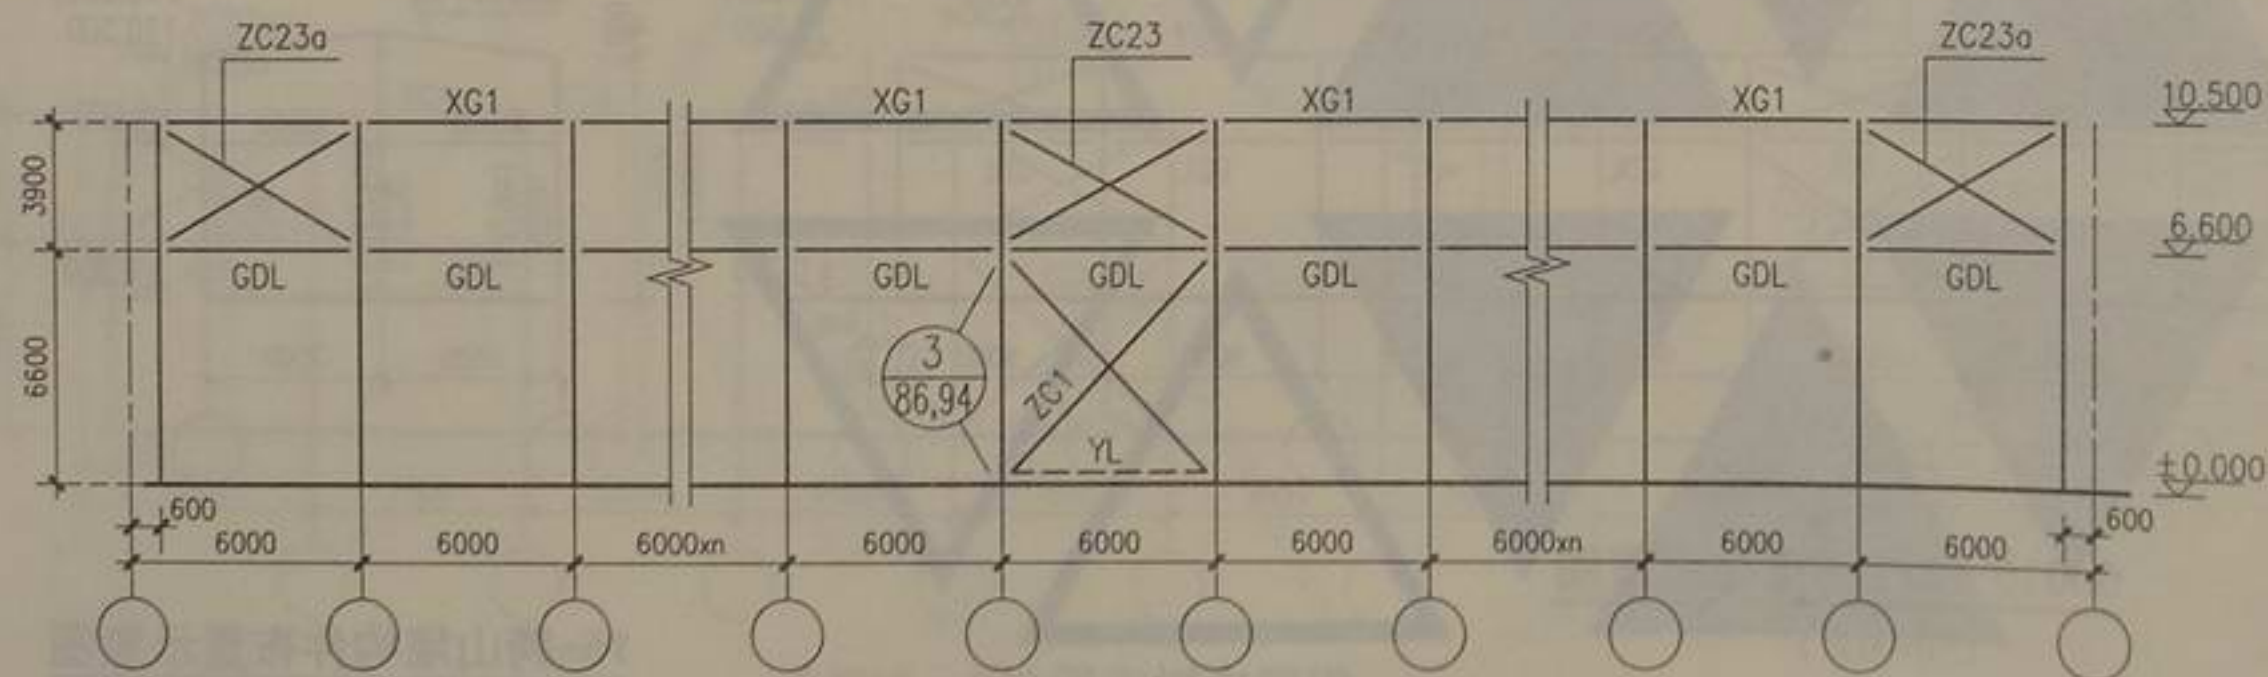 ZC23a ZC23 ZC23a
XG1 XG1 XG1 XG1
10.500
3900
6.600
GDL GDL GDL GDL GDL GDL GDL
3
86,94
6600
ZC1
YL
±0.000
600 600
6000 6000 6000xn 6000 6000 6000 6000xn 6000 6000